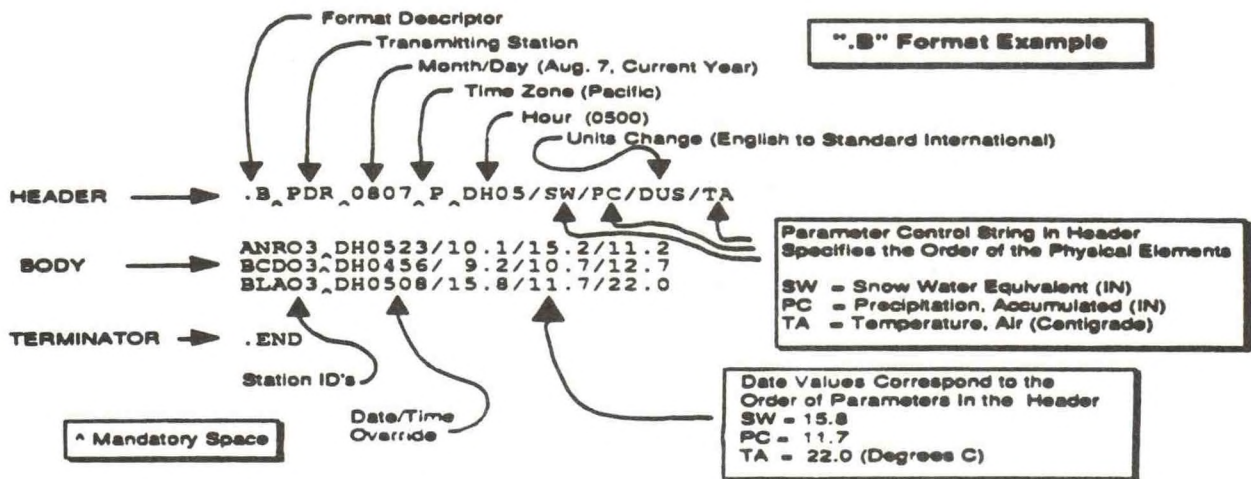 Format Descriptor
".B" Format Example
Transmitting Station
Month/Day (Aug. 7, Current Year)
Time Zone (Pacific)
Hour (0500)
Units Change (English to Standard International)
HEADER
.B^PDR^0807^P^DH05/SW/PC/DUS/TA
Parameter Control String In Header
Specifies the Order of the Physical Elements
SW = Snow Water Equivalent (IN)
PC = Precipitation, Accumulated (IN)
TA = Temperature, Air (Centigrade)
BODY
ANRO3^DH0523/10.1/15.2/11.2
BCDO3^DH0456/ 9.2/10.7/12.7
BLAO3^DH0508/15.8/11.7/22.0
TERMINATOR
.END
Station ID's
Date/Time
Override
^ Mandatory Space
Date Values Correspond to the
Order of Parameters In the Header
SW = 15.8
PC = 11.7
TA = 22.0 (Degrees C)